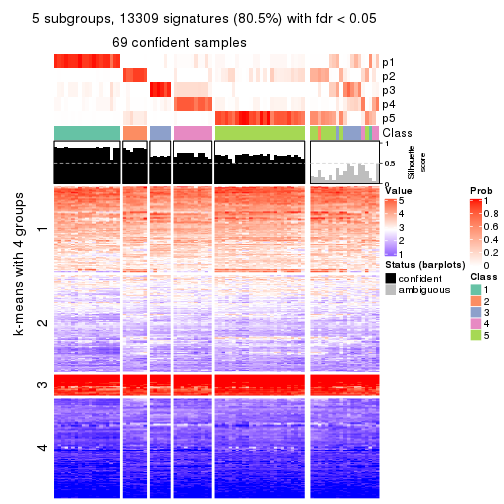 5 subgroups, 13309 signatures (80.5%) with fdr < 0.05
69 confident samples
p1
p2
p3
p4
p5
Class
1
0.5
0
Silhouette
score
k-means with 4 groups
1
2
3
4
Value
5
4
3
2
1
Status (barplots)
confident
ambiguous
Prob
1
0.8
0.6
0.4
0.2
0
Class
1
2
3
4
5